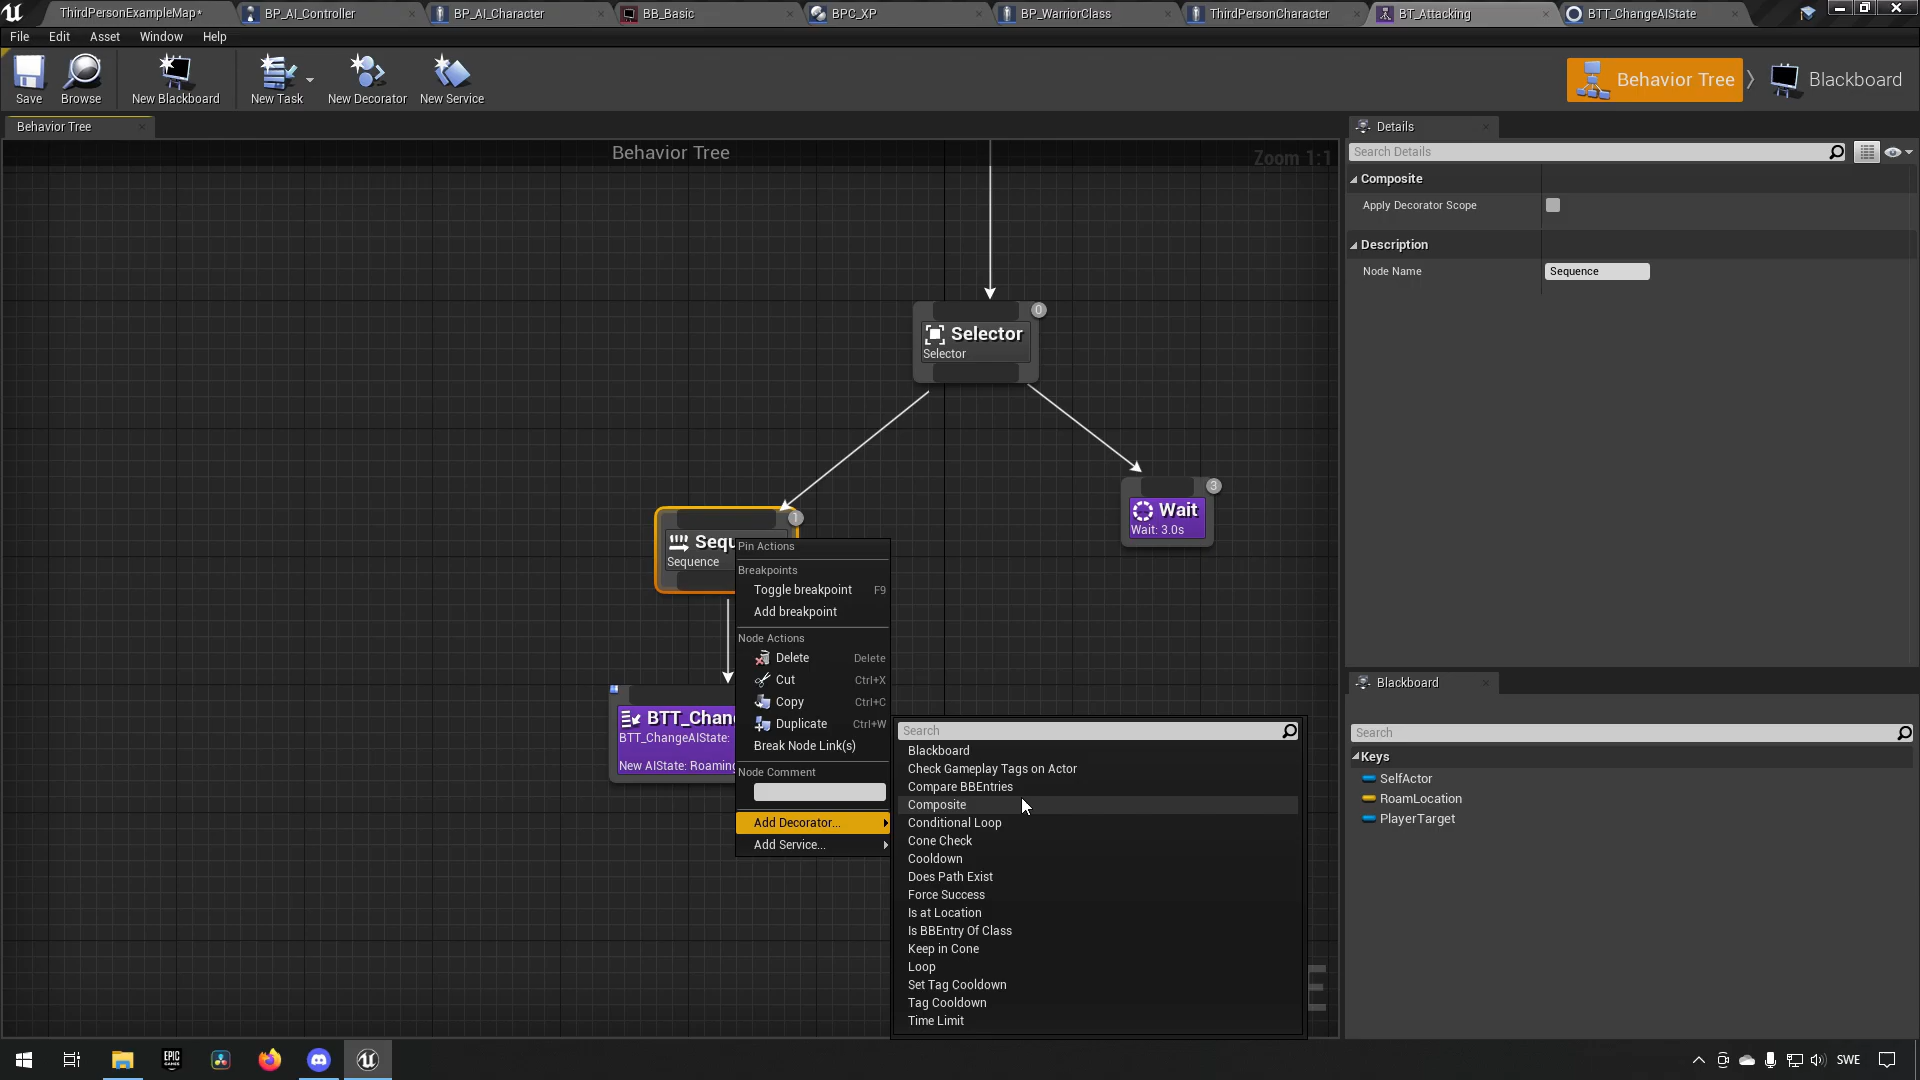 ThirdPersonExampleMap*
BP_AI_Controller
BP_AI_Character
BB_Basic
BPC_XP
BP_WarriorClass
ThirdPersonCharacter
BT_Attacking
BTT_ChangeAIState
File
Edit
Asset
Window
Help
Save
Browse
New Blackboard
New Task
New Decorator
New Service
Behavior Tree
Blackboard
Behavior Tree
Behavior Tree
Zoom 1:1
Selector
Selector
0
Sequ
Sequence
1
Wait
Wait: 3.0s
3
BTT_Chan
BTT_ChangeAIState:
New AIState: Roaming
Pin Actions
Breakpoints
Toggle breakpoint F9
Add breakpoint
Node Actions
Delete Delete
Cut Ctrl+X
Copy Ctrl+C
Duplicate Ctrl+W
Break Node Link(s)
Node Comment
Add Decorator...
Add Service...
Search
Blackboard
Check Gameplay Tags on Actor
Compare BBEntries
Composite
Conditional Loop
Cone Check
Cooldown
Does Path Exist
Force Success
Is at Location
Is BBEntry Of Class
Keep in Cone
Loop
Set Tag Cooldown
Tag Cooldown
Time Limit
Details
Search Details
Composite
Apply Decorator Scope
Description
Node Name
Sequence
Blackboard
Search
Keys
SelfActor
RoamLocation
PlayerTarget
EPIC
GAMES
SWE